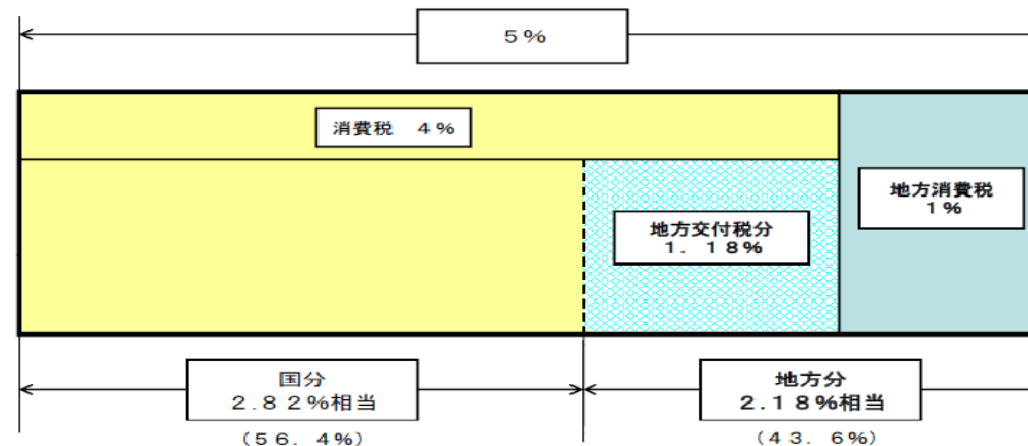 5%
消費税　4%
地方消費税
1%
地方交付税分
1．18%
国分
2.82%相当
(56．4%)
地方分
2.18%相当
(43．6%)